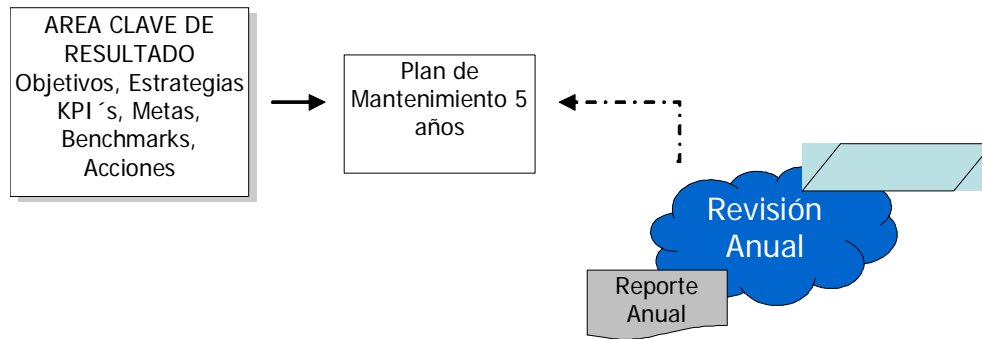 AREA CLAVE DE
RESULTADO
Objetivos, Estrategias
KPI ´s, Metas,
Benchmarks,
Acciones
Plan de
Mantenimiento 5
años
Revisión
Anual
Reporte
Anual